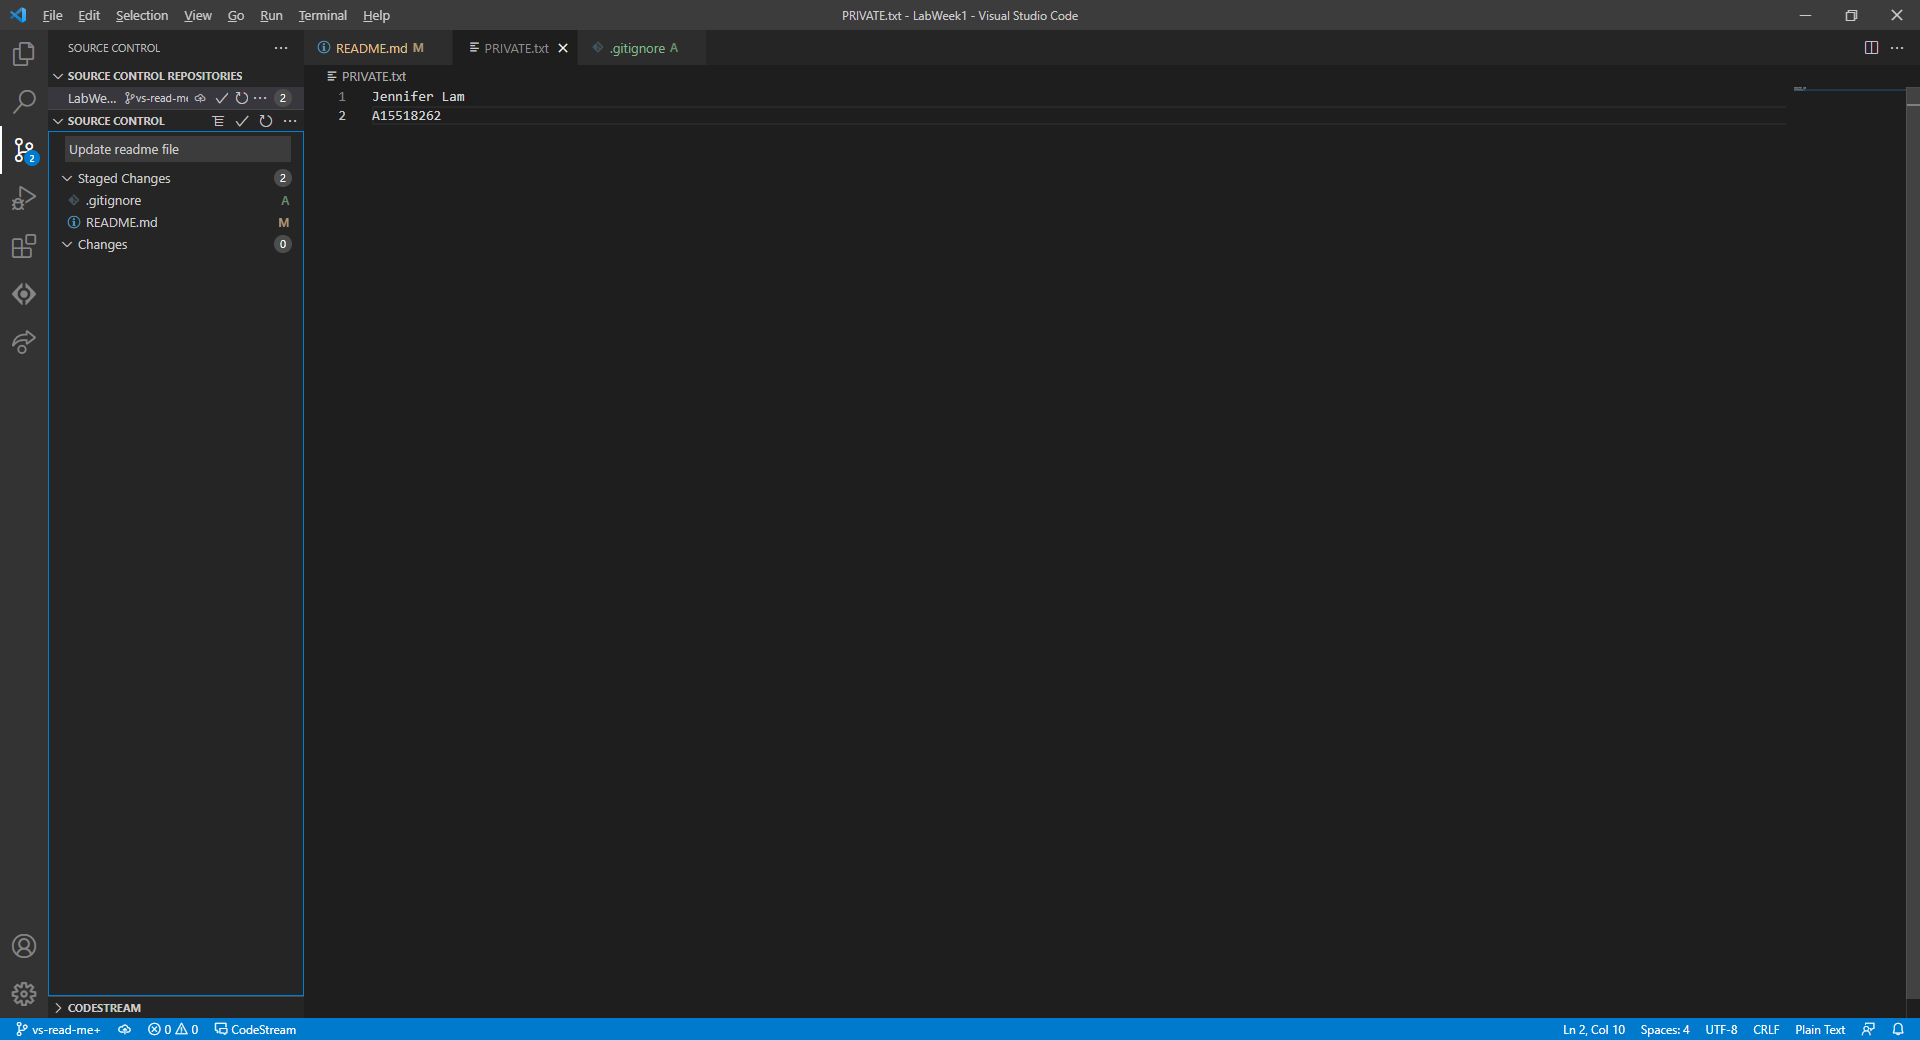 File Edit Selection View Go Run Terminal Help
PRIVATE.txt - LabWeek1 - Visual Studio Code
SOURCE CONTROL
SOURCE CONTROL REPOSITORIES
LabWe... vs-read-me 2
SOURCE CONTROL
Update readme file
Staged Changes 2
.gitignore A
README.md M
Changes 0
CODESTREAM
2
README.md M
PRIVATE.txt
.gitignore A
PRIVATE.txt
1 Jennifer Lam
2 A15518262
vs-read-me+ 0 0 CodeStream
Ln 2, Col 10 Spaces: 4 UTF-8 CRLF Plain Text